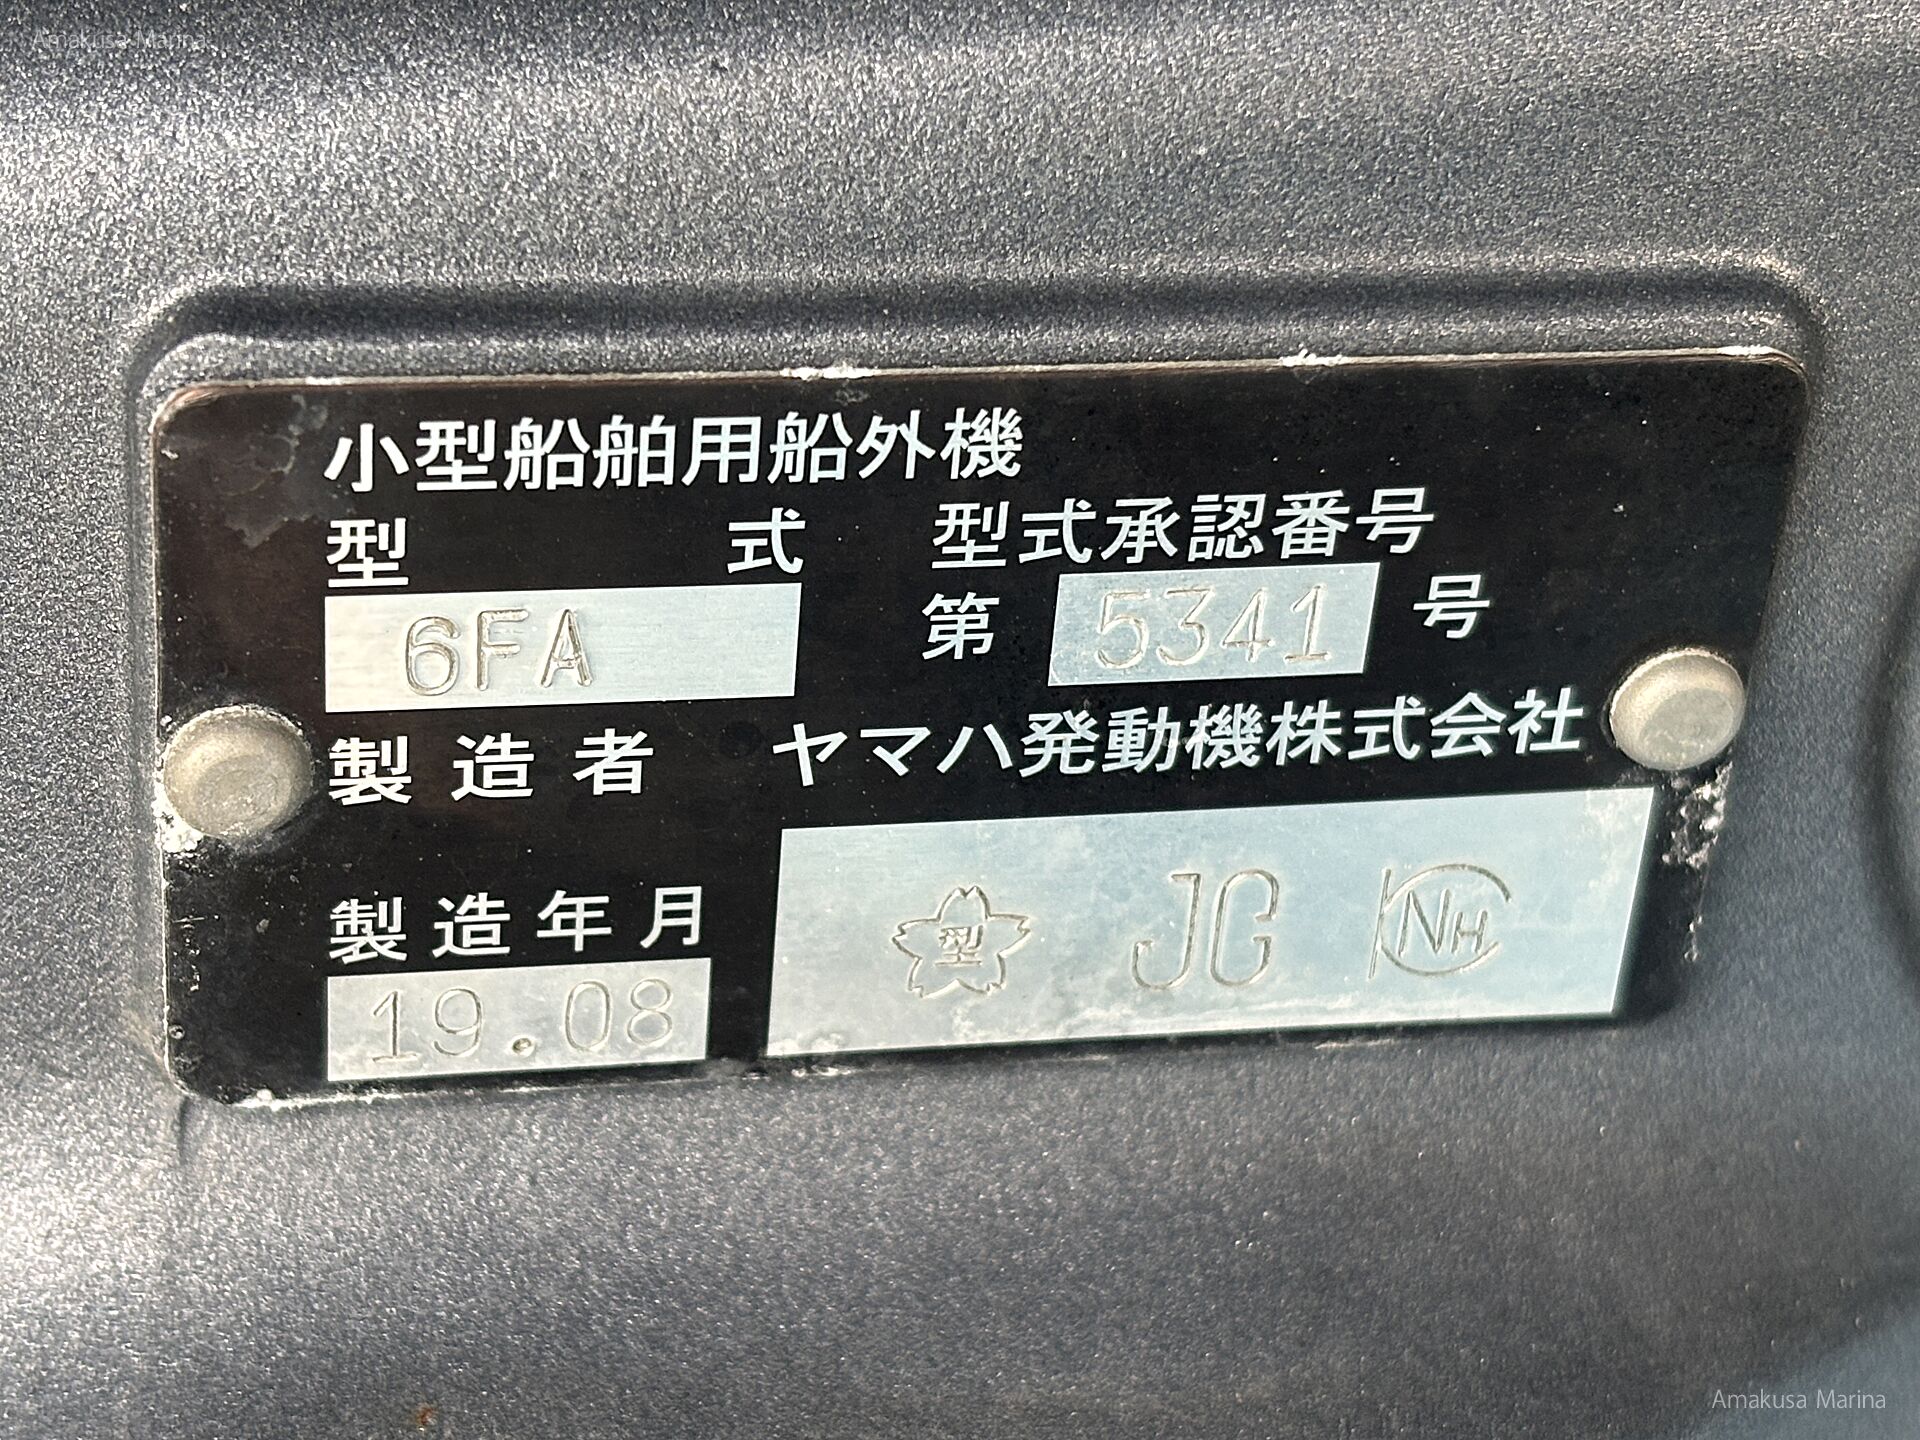 Amakusa Marina
小型船舶用船外機
型式 型式承認番号
6FA 第 5341 号
製造者 ヤマハ発動機株式会社
製造年月
19.08 型 JG NH
Amakusa Marina